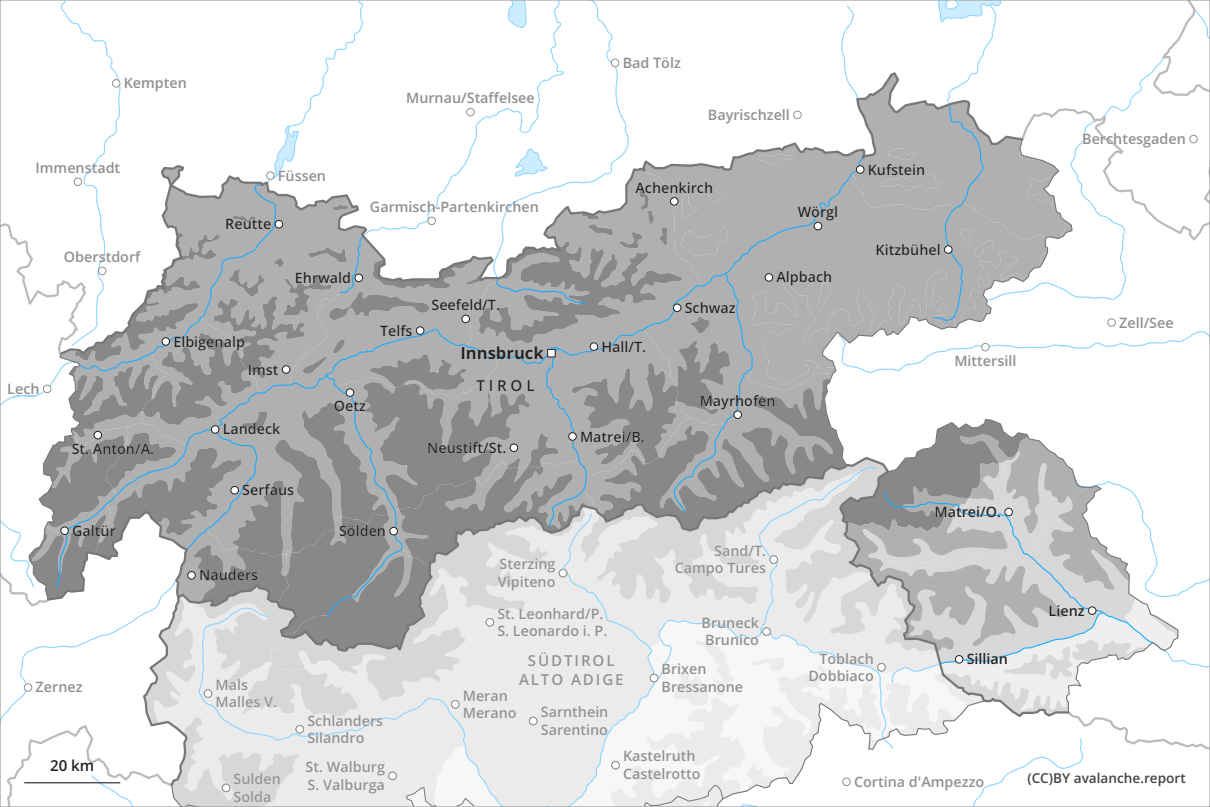 Kempten
Bad Tölz
Murnau/Staffelsee
Bayrischzell
Berchtesgaden
Immenstadt
Füssen
Achenkirch
Kufstein
Garmisch-Partenkirchen
Reutte
Wörgl
Oberstdorf
Kitzbühel
Ehrwald
Alpbach
Seefeld/T.
Schwaz
Telfs
Zell/See
Elbigenalp
Innsbruck
Hall/T.
Mittersill
Imst
TIROL
Lech
Oetz
Mayrhofen
Landeck
Matrei/B.
St. Anton/A.
Neustift/St.
Serfaus
Matrei/O.
Galtür
Sölden
Sand/T.
Campo Tures
Sterzing
Vipiteno
Nauders
Lienz
St. Leonhard/P.
S. Leonardo i. P.
Bruneck
Brunico
SÜDTIROL
ALTO ADIGE
Sillian
Toblach
Dobbiaco
Brixen
Bressanone
Zernez
Mals
Malles V.
Meran
Merano
Sarnthein
Sarentino
Schlanders
Silandro
Kastelruth
Castelrotto
St. Walburg
S. Valburga
20 km
Sulden
Solda
Cortina d'Ampezzo
(CC)BY avalanche.report